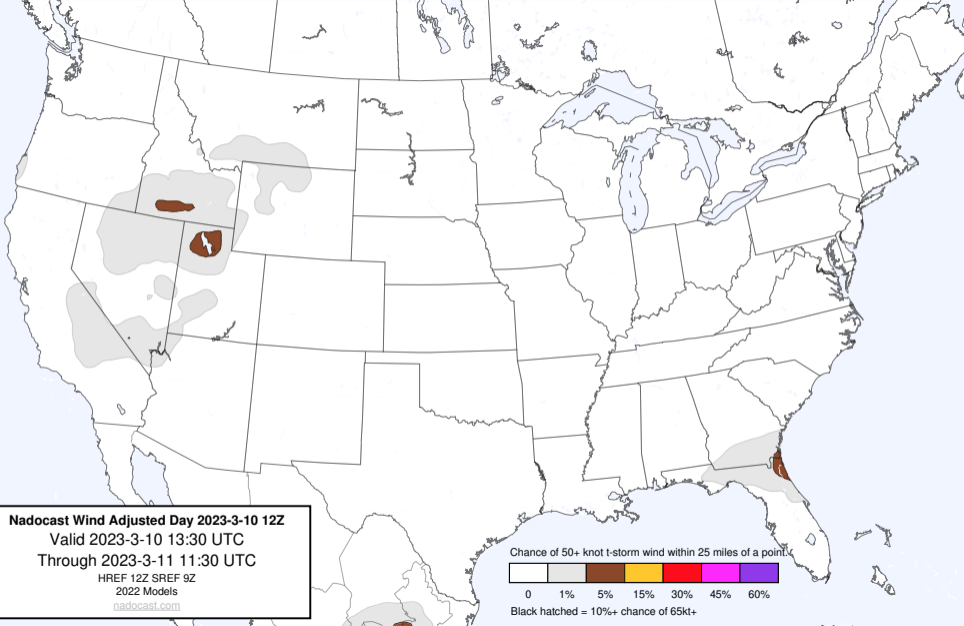 Nadocast Wind Adjusted Day 2023-3-10 12Z
Valid 2023-3-10 13:30 UTC
Through 2023-3-11 11:30 UTC
HREF 12Z SREF 9Z
2022 Models
nadocast.com
Chance of 50+ knot t-storm wind within 25 miles of a point.
0 1% 5% 15% 30% 45% 60%
Black hatched = 10%+ chance of 65kt+